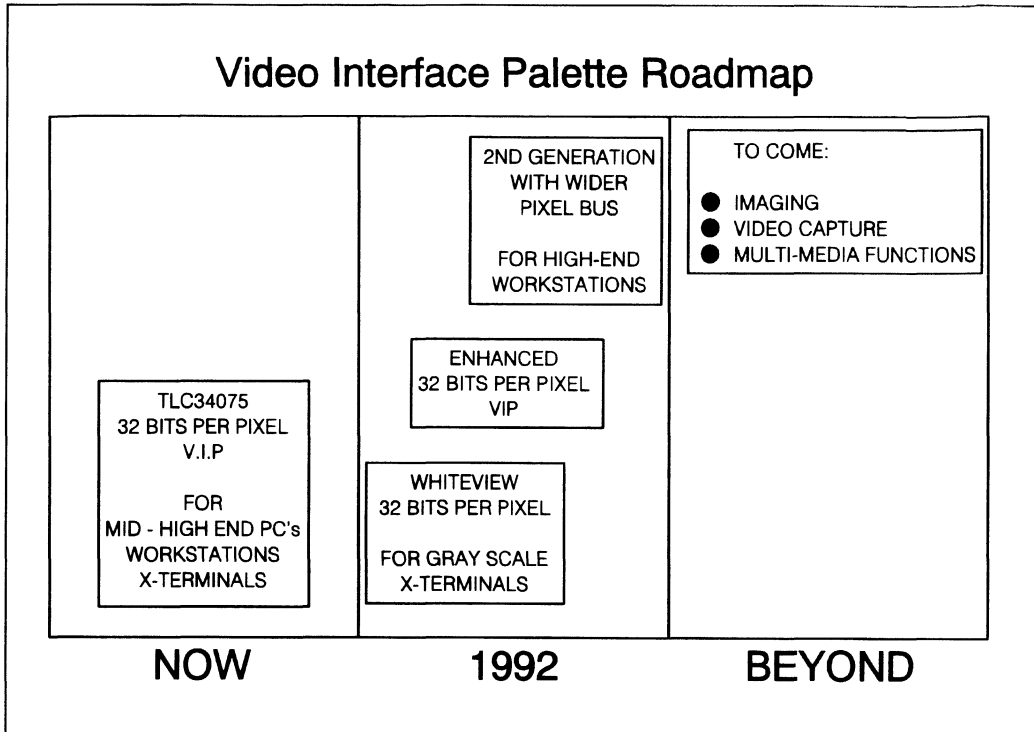 Video Interface Palette Roadmap
TLC34075
32 BITS PER PIXEL
V.I.P
FOR
MID - HIGH END PC's
WORKSTATIONS
X-TERMINALS
2ND GENERATION
WITH WIDER
PIXEL BUS
FOR HIGH-END
WORKSTATIONS
ENHANCED
32 BITS PER PIXEL
VIP
WHITEVIEW
32 BITS PER PIXEL
FOR GRAY SCALE
X-TERMINALS
TO COME:
● IMAGING
● VIDEO CAPTURE
● MULTI-MEDIA FUNCTIONS
NOW
1992
BEYOND